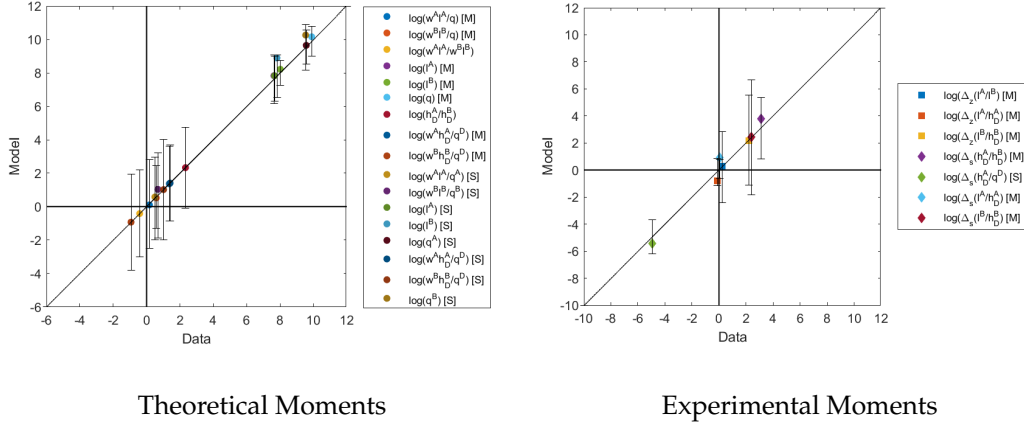 12
10
8
6
4
2
0
-2
-4
-6
-6 -4 -2 0 2 4 6 8 10 12
Model
Data
log(w^A l^A/q) [M]
log(w^B l^B/q) [M]
log(w^A l^A/w^B l^B)
log(l^A) [M]
log(l^B) [M]
log(q) [M]
log(h_D^A/h_D^B)
log(w^A h_D^A/q^D) [M]
log(w^B h_D^B/q^D) [M]
log(w^A l^A/q^A) [S]
log(w^B l^B/q^B) [S]
log(l^A) [S]
log(l^B) [S]
log(q^A) [S]
log(w^A h_D^A/q^D) [S]
log(w^B h_D^B/q^D) [S]
log(q^B) [S]
Theoretical Moments
12
10
8
6
4
2
0
-2
-4
-6
-8
-10
-10 -8 -6 -4 -2 0 2 4 6 8 10 12
Model
Data
log(Δ_z(l^A/l^B) [M]
log(Δ_z(l^A/h_D^A) [M]
log(Δ_z(l^B/h_D^B) [M]
log(Δ_s(h_D^A/h_D^B) [M]
log(Δ_s(h_D^A/q^D) [S]
log(Δ_s(l^A/h_D^A) [M]
log(Δ_s(l^B/h_D^B) [M]
Experimental Moments